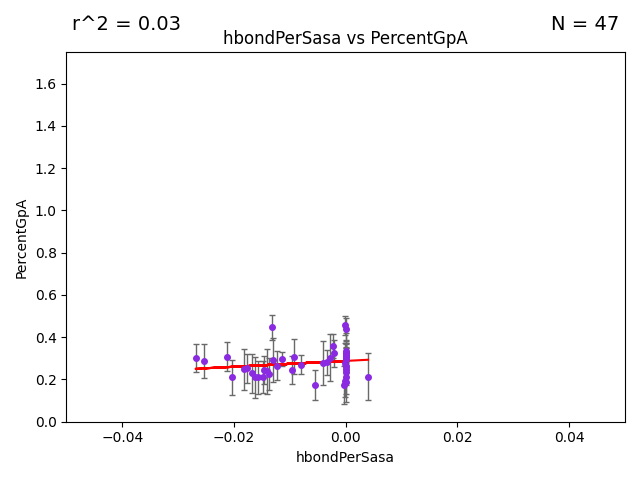 r^2 = 0.03
N = 47
hbondPerSasa vs PercentGpA
PercentGpA
1.6
1.4
1.2
1.0
0.8
0.6
0.4
0.2
0.0
−0.04
−0.02
0.00
0.02
0.04
hbondPerSasa